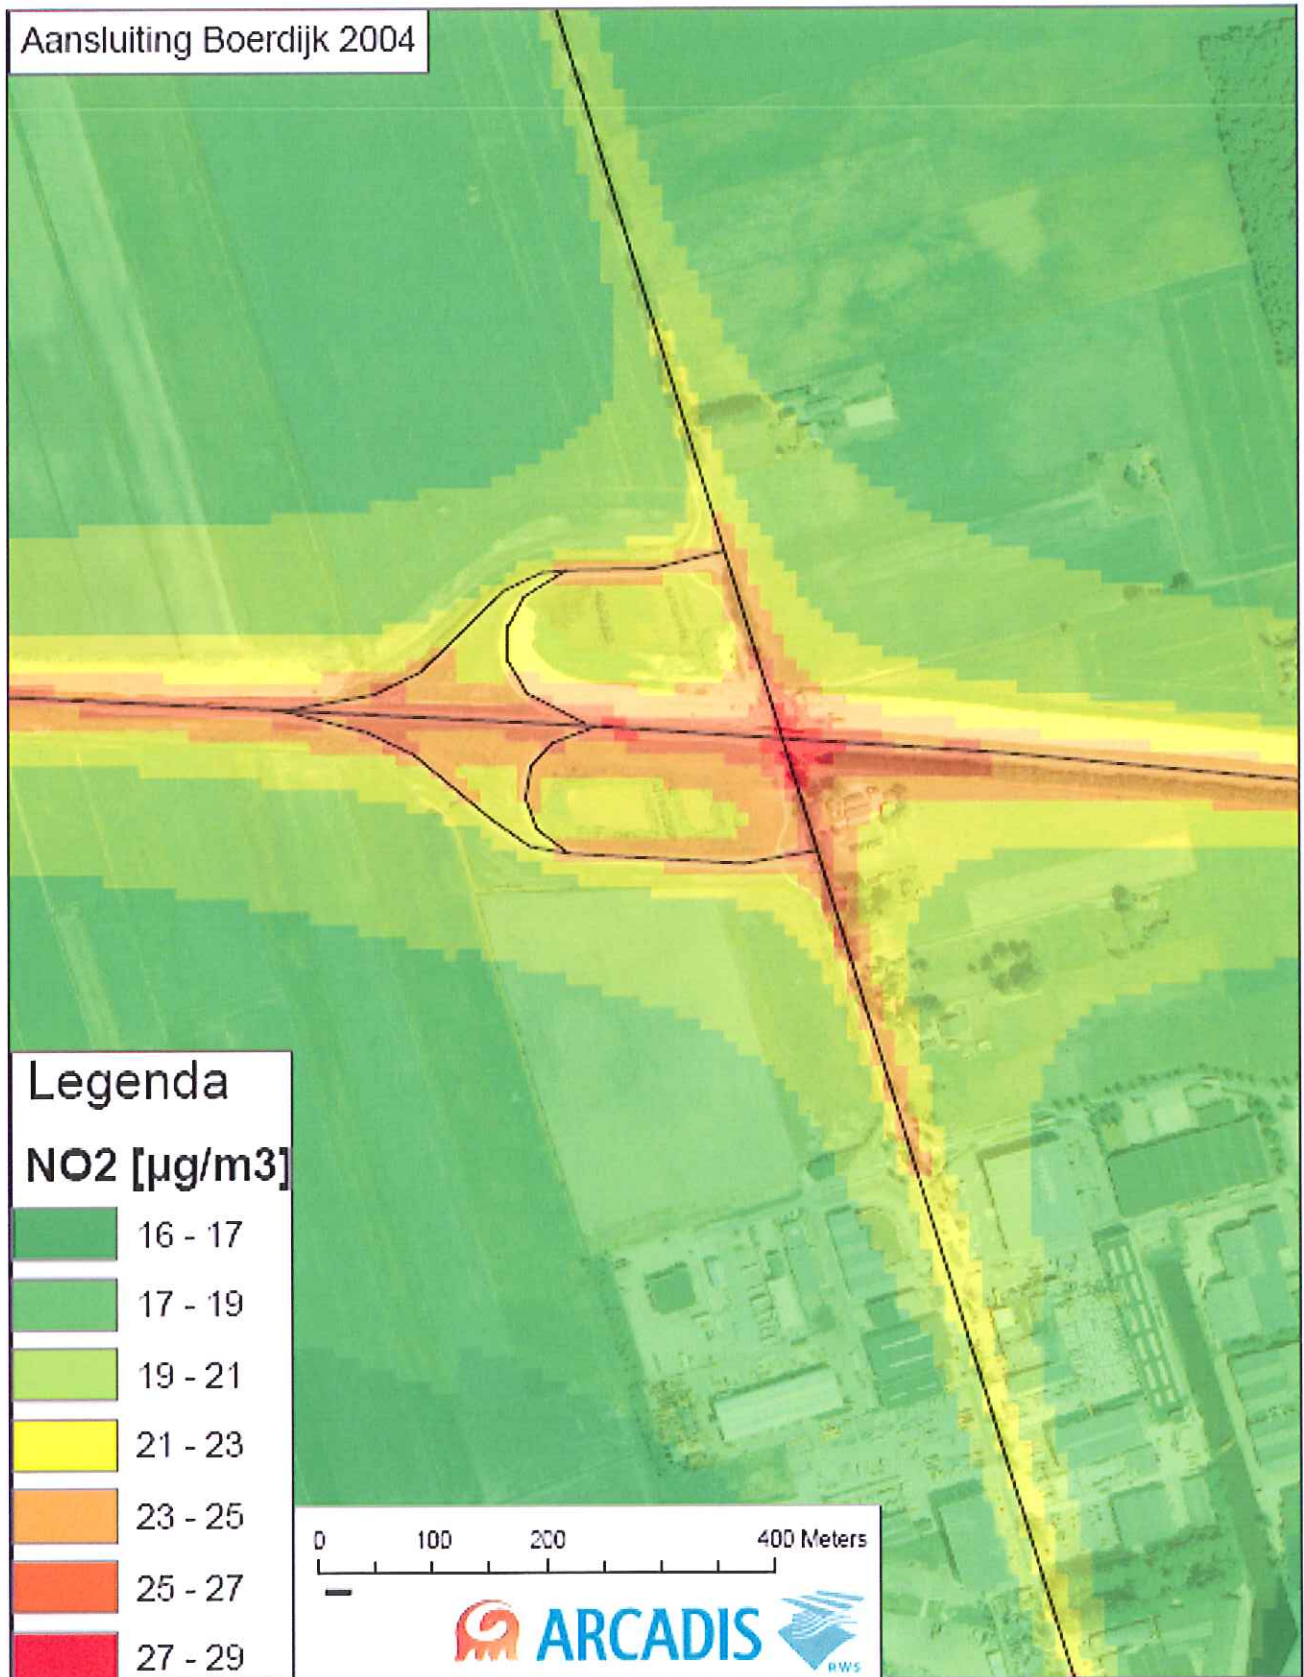 Aansluiting Boerdijk 2004
Legenda
NO2 [µg/m3]
16 - 17
17 - 19
19 - 21
21 - 23
23 - 25
25 - 27
27 - 29
0 100 200 400 Meters
ARCADIS
RWS